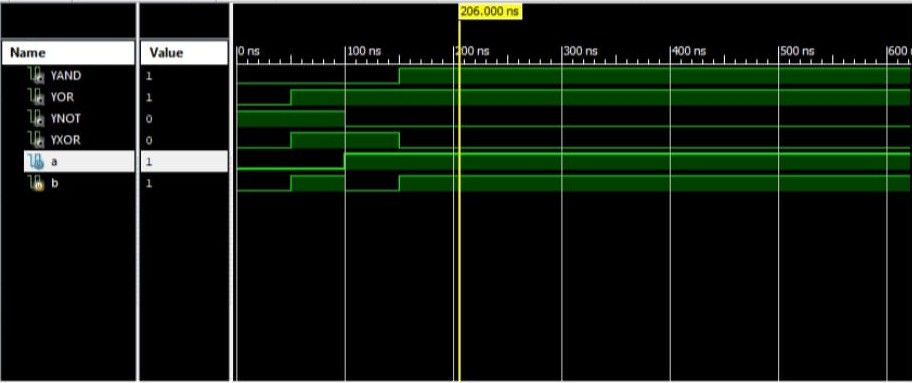 206.000 ns
Name Value 0 ns 100 ns 200 ns 300 ns 400 ns 500 ns 600
YAND 1
YOR 1
YNOT 0
YXOR 0
a 1
b 1